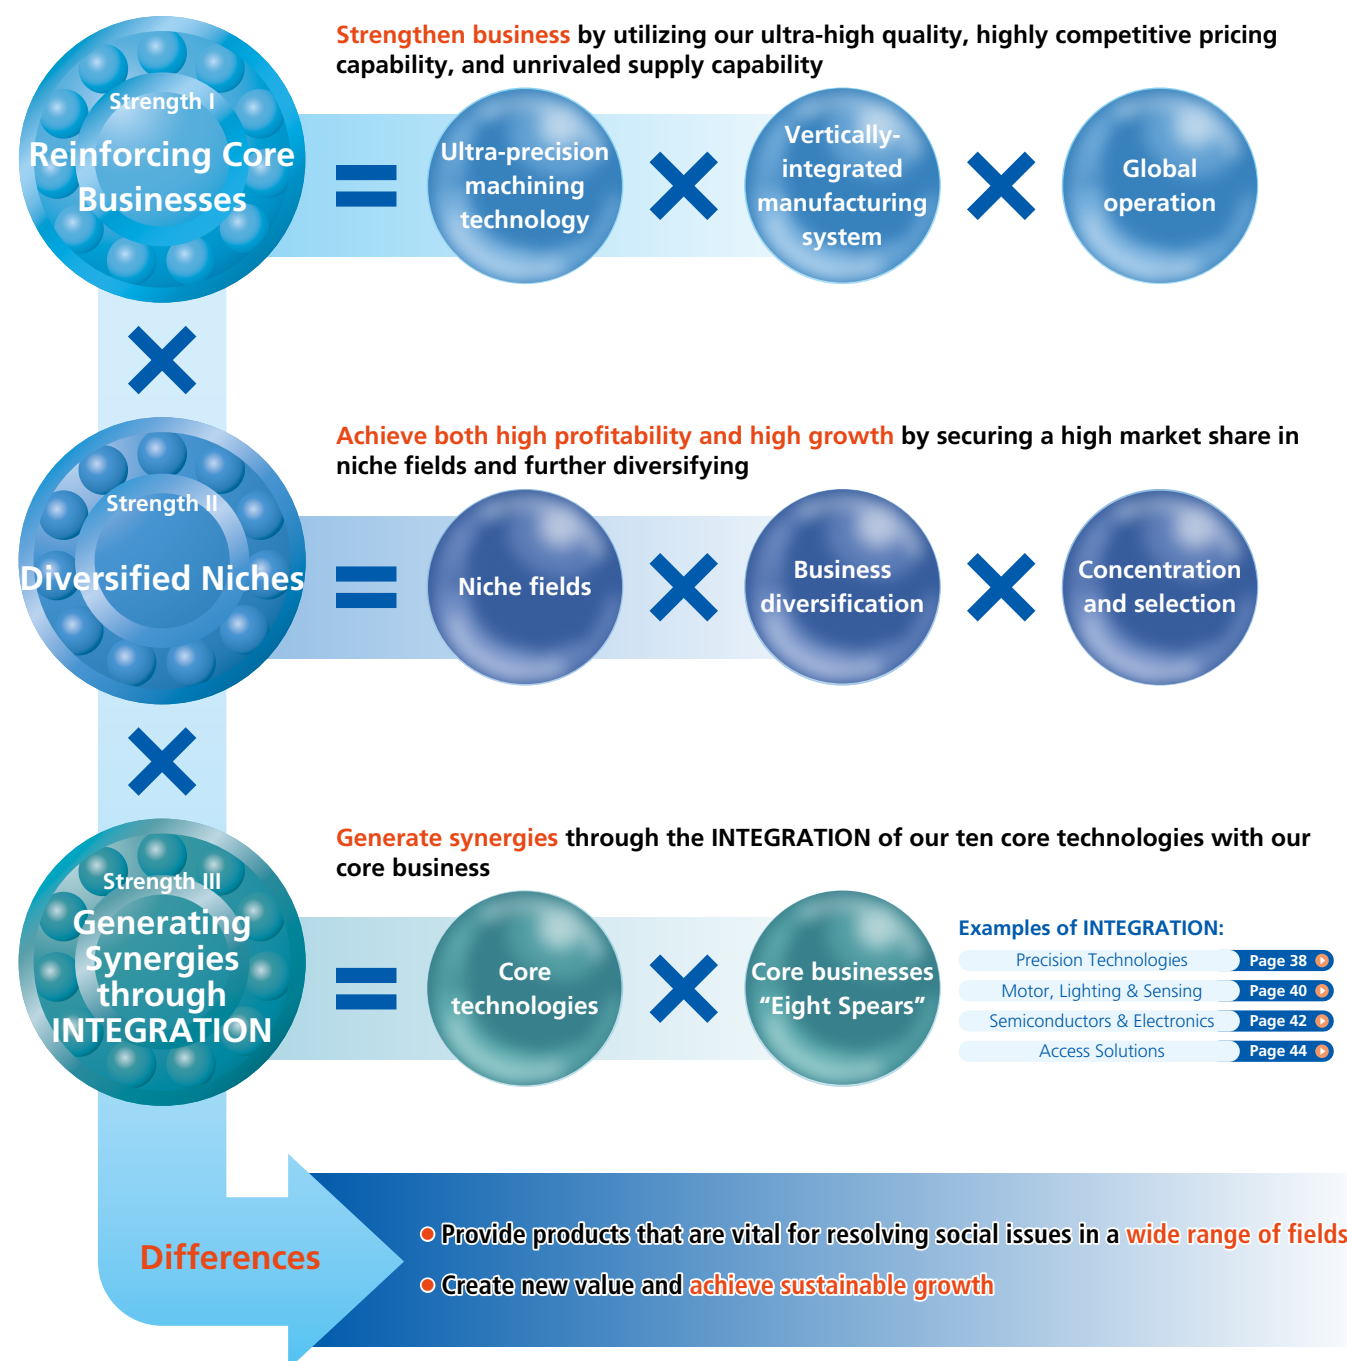 Strengthen business by utilizing our ultra-high quality, highly competitive pricing
capability, and unrivaled supply capability
Strength I
Reinforcing Core
Businesses
=
Ultra-precision
machining
technology
×
Vertically-
integrated
manufacturing
system
×
Global
operation
×
Achieve both high profitability and high growth by securing a high market share in
niche fields and further diversifying
Strength II
Diversified Niches
=
Niche fields
×
Business
diversification
×
Concentration
and selection
×
Generate synergies through the INTEGRATION of our ten core technologies with our
core business
Strength III
Generating
Synergies
through
INTEGRATION
=
Core
technologies
×
Core businesses
“Eight Spears”
Examples of INTEGRATION:
Precision Technologies Page 38
Motor, Lighting & Sensing Page 40
Semiconductors & Electronics Page 42
Access Solutions Page 44
Differences
● Provide products that are vital for resolving social issues in a wide range of fields
● Create new value and achieve sustainable growth